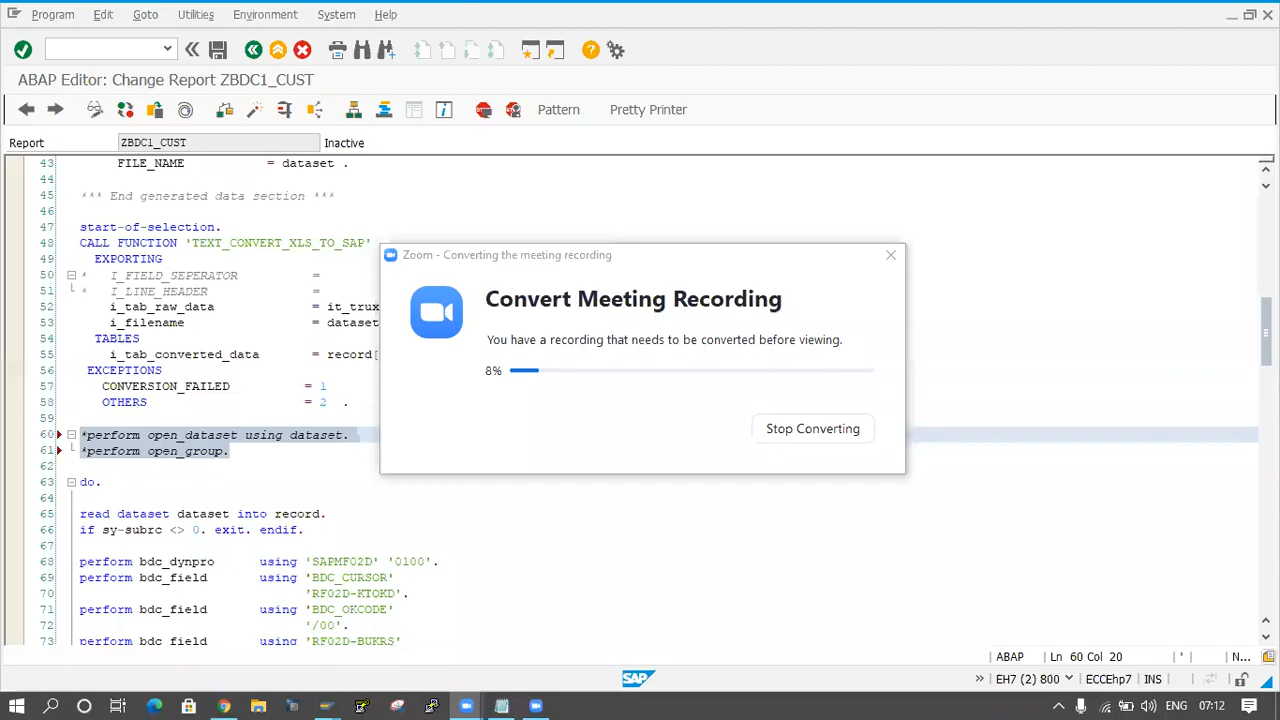 Program Edit Goto Utilities Environment System Help
ABAP Editor: Change Report ZBDC1_CUST
Pattern Pretty Printer
Report ZBDC1_CUST Inactive
43 FILE_NAME = dataset .
44
45 *** End generated data section ***
46
47 start-of-selection.
48 CALL FUNCTION 'TEXT_CONVERT_XLS_TO_SAP'
49 EXPORTING
50 * I_FIELD_SEPERATOR =
51 * I_LINE_HEADER =
52 i_tab_raw_data = it_trux
53 i_filename = dataset
54 TABLES
55 i_tab_converted_data = record[
56 EXCEPTIONS
57 CONVERSION_FAILED = 1
58 OTHERS = 2 .
59
60 *perform open_dataset using dataset.
61 *perform open_group.
62
63 do.
64
65 read dataset dataset into record.
66 if sy-subrc <> 0. exit. endif.
67
68 perform bdc_dynpro using 'SAPMF02D' '0100'.
69 perform bdc_field using 'BDC_CURSOR'
70 'RF02D-KTOKD'.
71 perform bdc_field using 'BDC_OKCODE'
72 '/00'.
73 perform bdc_field using 'RF02D-BUKRS'
Zoom - Converting the meeting recording
Convert Meeting Recording
You have a recording that needs to be converted before viewing.
8%
Stop Converting
ABAP Ln 60 Col 20 N...
SAP » EH7 (2) 800 ECCEhp7 INS
ENG 07:12